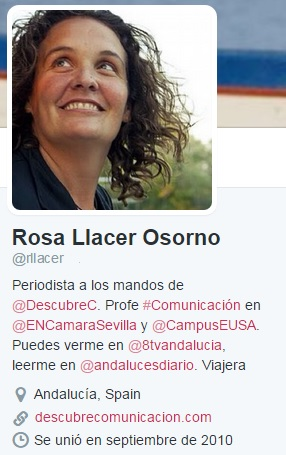 Rosa Llacer Osorno
@rllacer
Periodista a los mandos de
@DescubreC. Profe #Comunicación en
@ENCamaraSevilla y @CampusEUSA.
Puedes verme en @8tvandalucia,
leerme en @andalucesdiario. Viajera
Andalucía, Spain
descubrecomunicacion.com
Se unió en septiembre de 2010